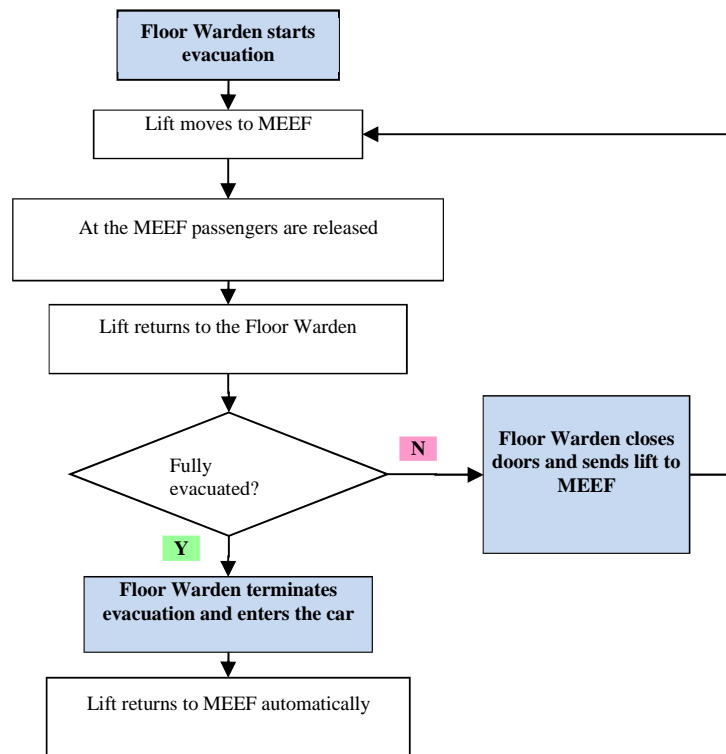 Floor Warden starts
evacuation
Lift moves to MEEF
At the MEEF passengers are released
Lift returns to the Floor Warden
Fully
evacuated?
N
Floor Warden closes
doors and sends lift to
MEEF
Y
Floor Warden terminates
evacuation and enters the car
Lift returns to MEEF automatically